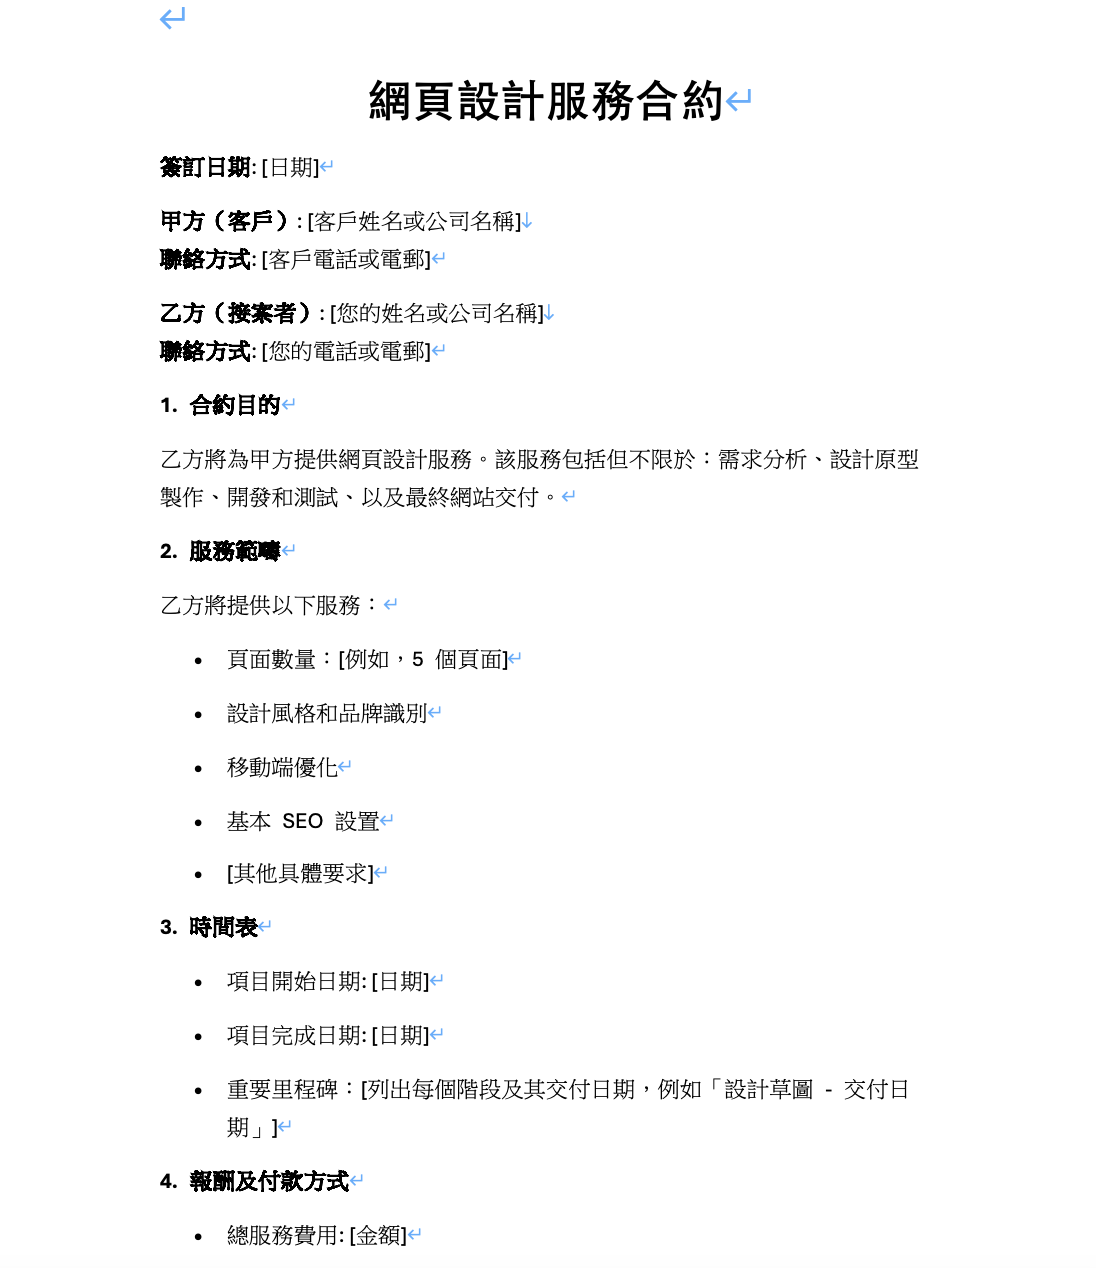 網頁設計服務合約
簽訂日期: [日期]
甲方（客戶）: [客戶姓名或公司名稱]
聯絡方式: [客戶電話或電郵]
乙方（接案者）: [您的姓名或公司名稱]
聯絡方式: [您的電話或電郵]
1. 合約目的
乙方將為甲方提供網頁設計服務。該服務包括但不限於：需求分析、設計原型
製作、開發和測試、以及最終網站交付。
2. 服務範疇
乙方將提供以下服務：
• 頁面數量：[例如，5 個頁面]
• 設計風格和品牌識別
• 移動端優化
• 基本 SEO 設置
• [其他具體要求]
3. 時間表
• 項目開始日期: [日期]
• 項目完成日期: [日期]
• 重要里程碑：[列出每個階段及其交付日期，例如「設計草圖 - 交付日
期」]
4. 報酬及付款方式
• 總服務費用: [金額]